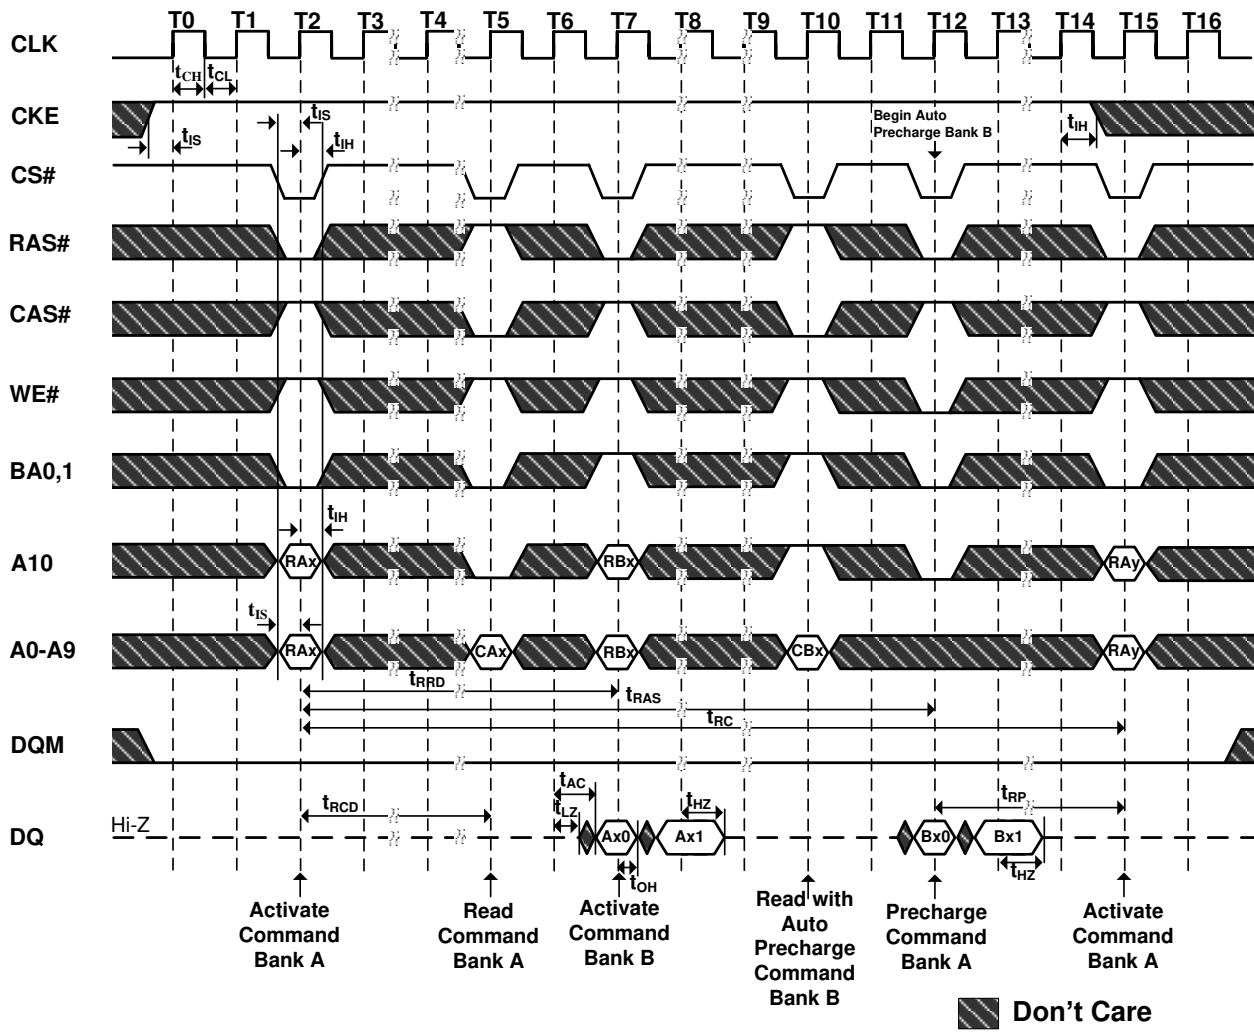 T0 T1 T2 T3 T4 T5 T6 T7 T8 T9 T10 T11 T12 T13 T14 T15 T16
CLK
tCH tCL
CKE
tIS
tIS
tIH
Begin Auto
Precharge Bank B
tIH
CS#
RAS#
CAS#
WE#
BA0,1
tIH
A10
RAx RBx RAy
tIS
A0-A9
RAx CAx RBx CBx RAy
tRRD
tRAS
tRC
DQM
tAC
tRCD
tLZ
tHZ
tRP
Hi-Z
DQ
Ax0 Ax1 Bx0 Bx1
tOH
tHZ
Activate
Command
Bank A
Read
Command
Bank A
Activate
Command
Bank B
Read with
Auto
Precharge
Command
Bank B
Precharge
Command
Bank A
Activate
Command
Bank A
Don't Care